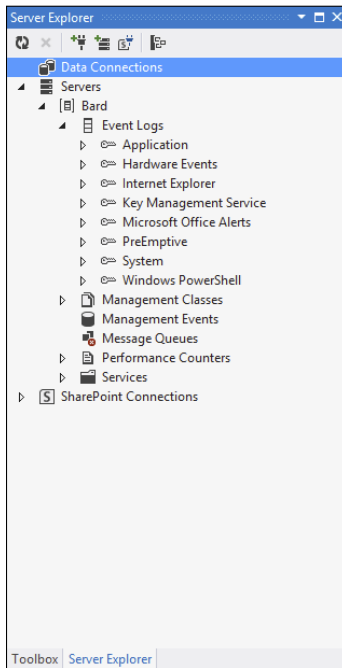 Server Explorer
Data Connections
Servers
Bard
Event Logs
Application
Hardware Events
Internet Explorer
Key Management Service
Microsoft Office Alerts
PreEmptive
System
Windows PowerShell
Management Classes
Management Events
Message Queues
Performance Counters
Services
SharePoint Connections
Toolbox Server Explorer